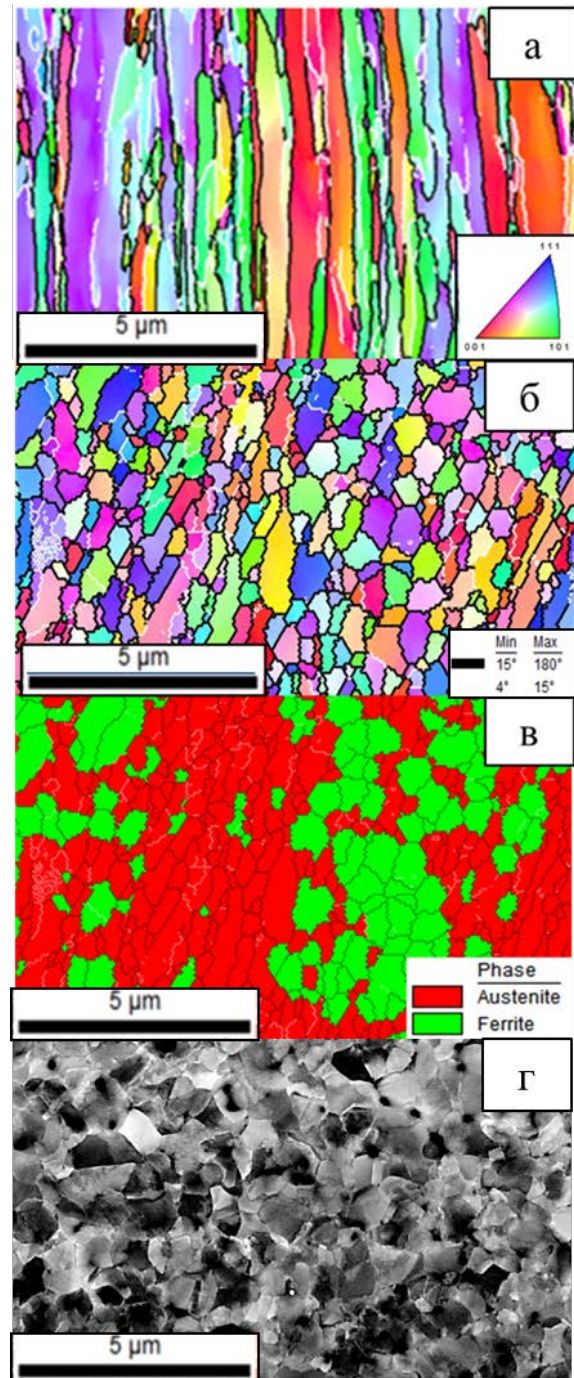 а
111
001 101
5 µm
б
Min Max
15° 180°
4° 15°
5 µm
в
Phase
Austenite
Ferrite
5 µm
г
5 µm